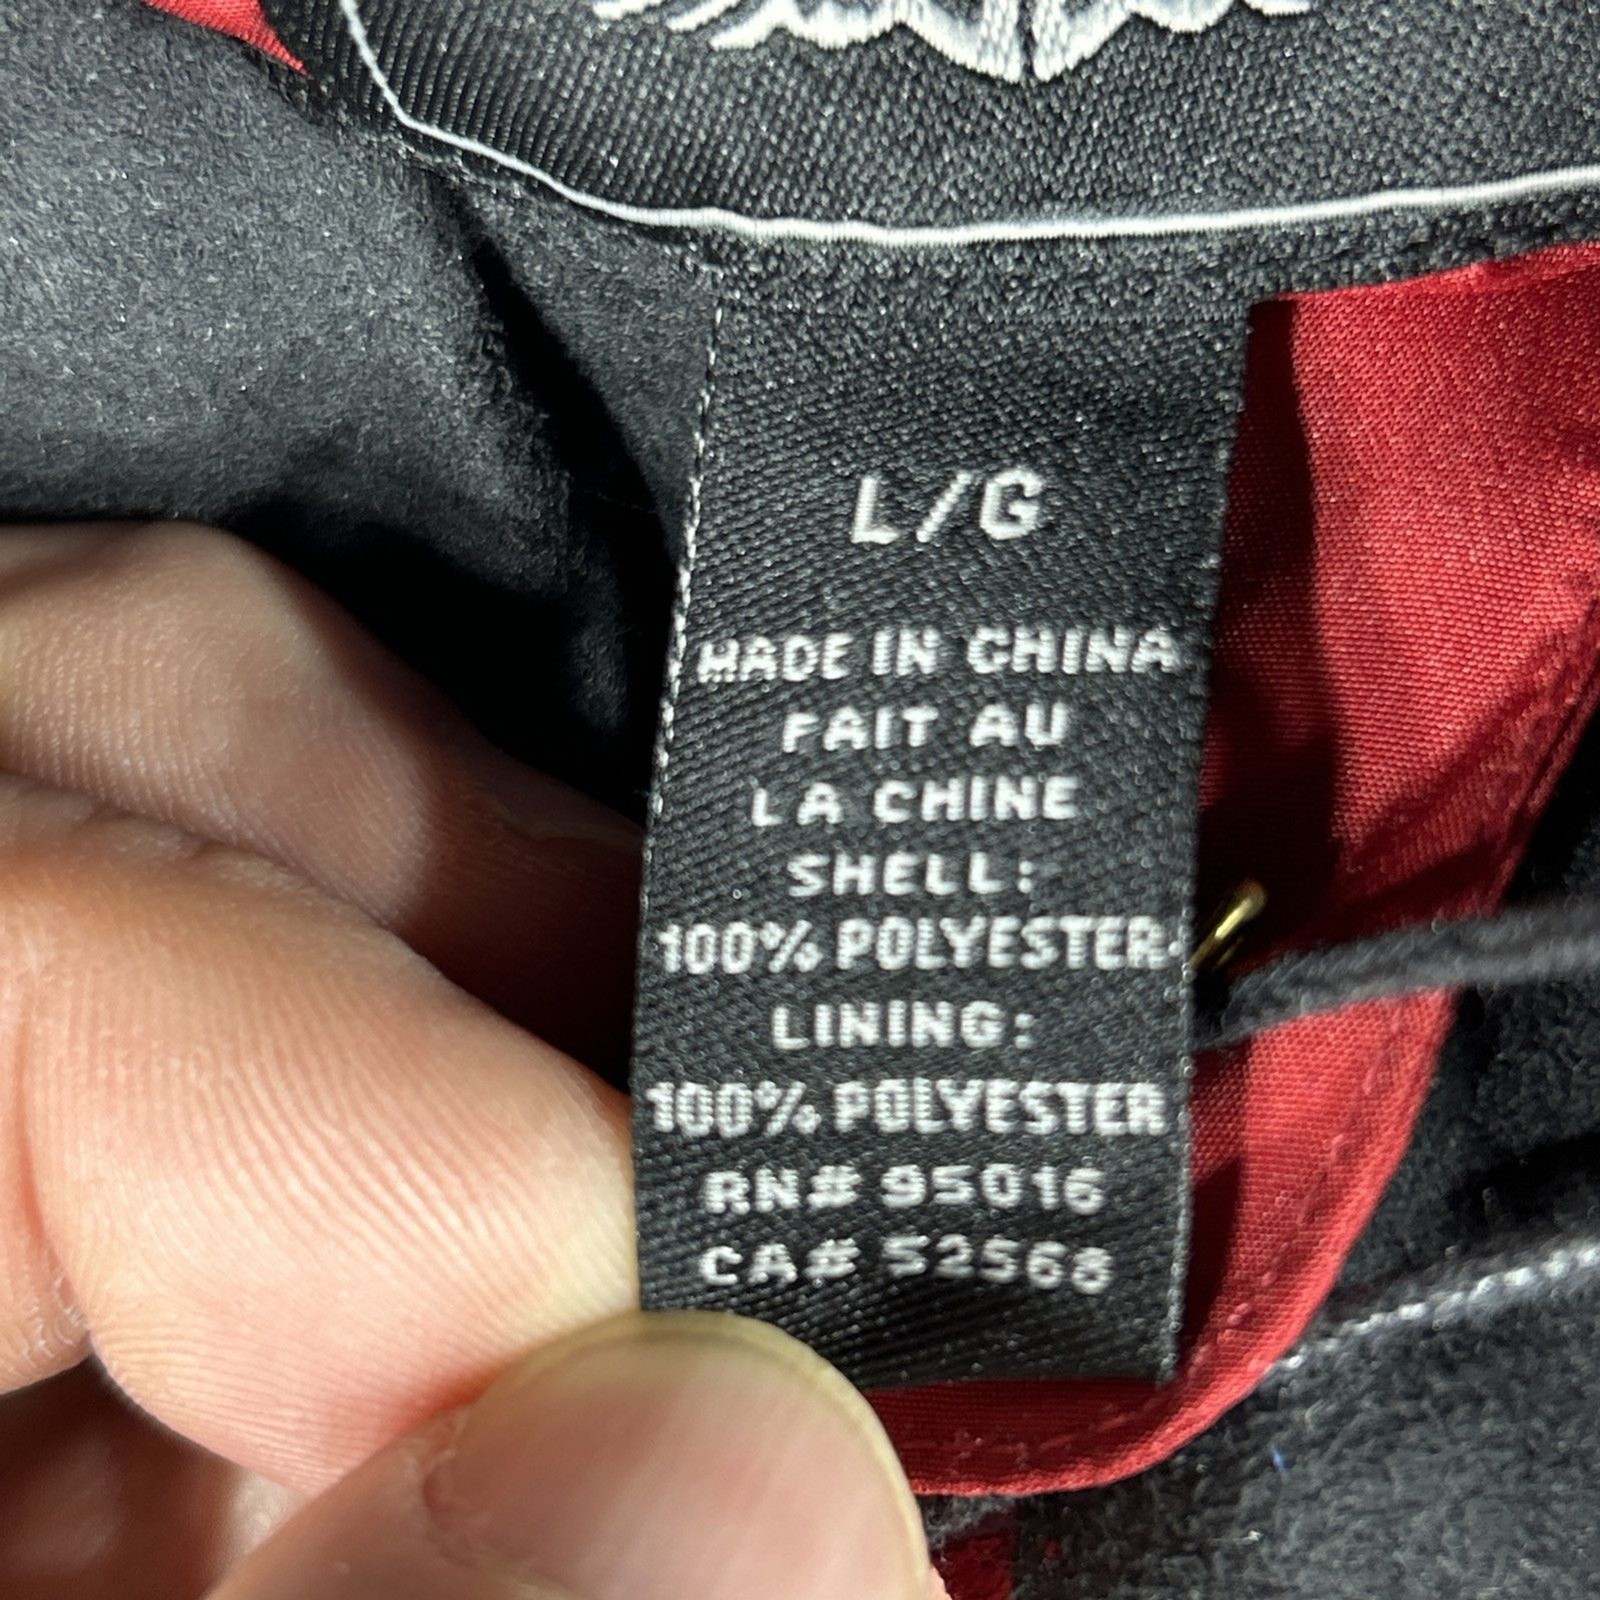 L/G
MADE IN CHINA
FAIT AU
LA CHINE
SHELL:
100% POLYESTER
LINING:
100% POLYESTER
RN# 95016
CA# 52568